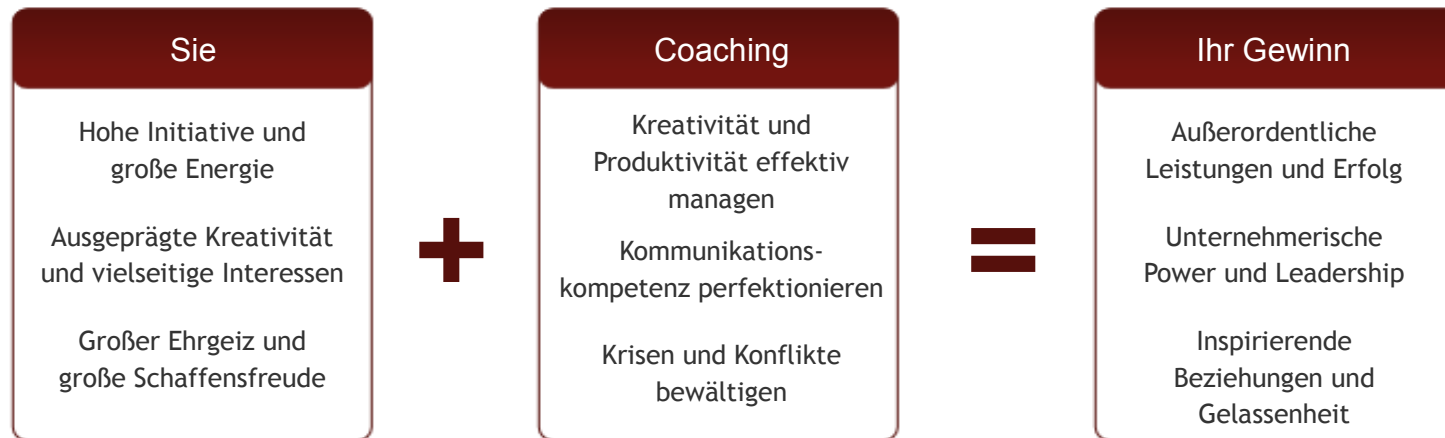 Sie
Hohe Initiative und
große Energie
Ausgeprägte Kreativität
und vielseitige Interessen
Großer Ehrgeiz und
große Schaffensfreude
+
Coaching
Kreativität und
Produktivität effektiv
managen
Kommunikations-
kompetenz perfektionieren
Krisen und Konflikte
bewältigen
=
Ihr Gewinn
Außerordentliche
Leistungen und Erfolg
Unternehmerische
Power und Leadership
Inspirierende
Beziehungen und
Gelassenheit